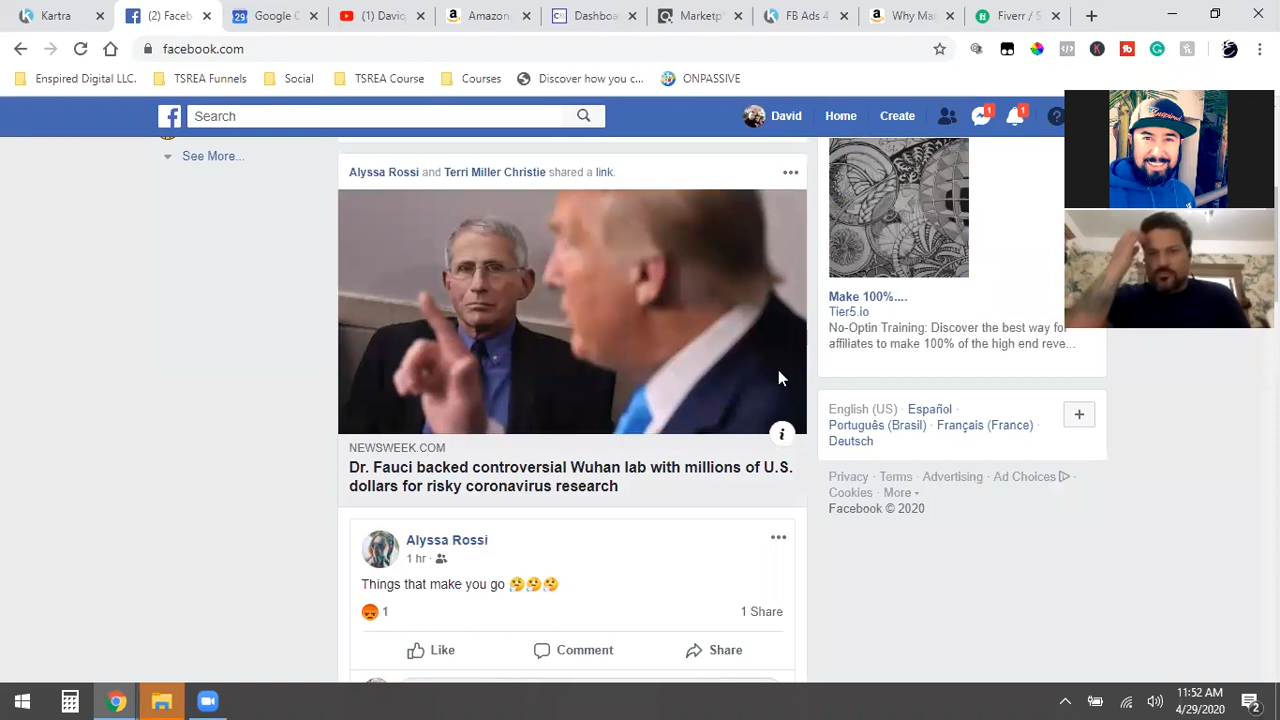 Kartra
(2) Faceb
Google C
(1) Daviq
Amazon
Dashboa
Marketp
FB Ads 4
Why Mar
Fiverr / S
facebook.com
Enspired Digital LLC.
TSREA Funnels
Social
TSREA Course
Courses
Discover how you c...
ONPASSIVE
Search
David
Home
Create
1
1
See More...
Alyssa Rossi and Terri Miller Christie shared a link.
NEWSWEEK.COM
Dr. Fauci backed controversial Wuhan lab with millions of U.S.
dollars for risky coronavirus research
Alyssa Rossi
1 hr ·
Things that make you go 🤔🤔🤔
1
1 Share
Like
Comment
Share
Make 100%....
Tier5.io
No-Optin Training: Discover the best way for
affiliates to make 100% of the high end reve...
English (US) · Español ·
Português (Brasil) · Français (France) ·
Deutsch
Privacy · Terms · Advertising · Ad Choices ·
Cookies · More
Facebook © 2020
11:52 AM
4/29/2020
2